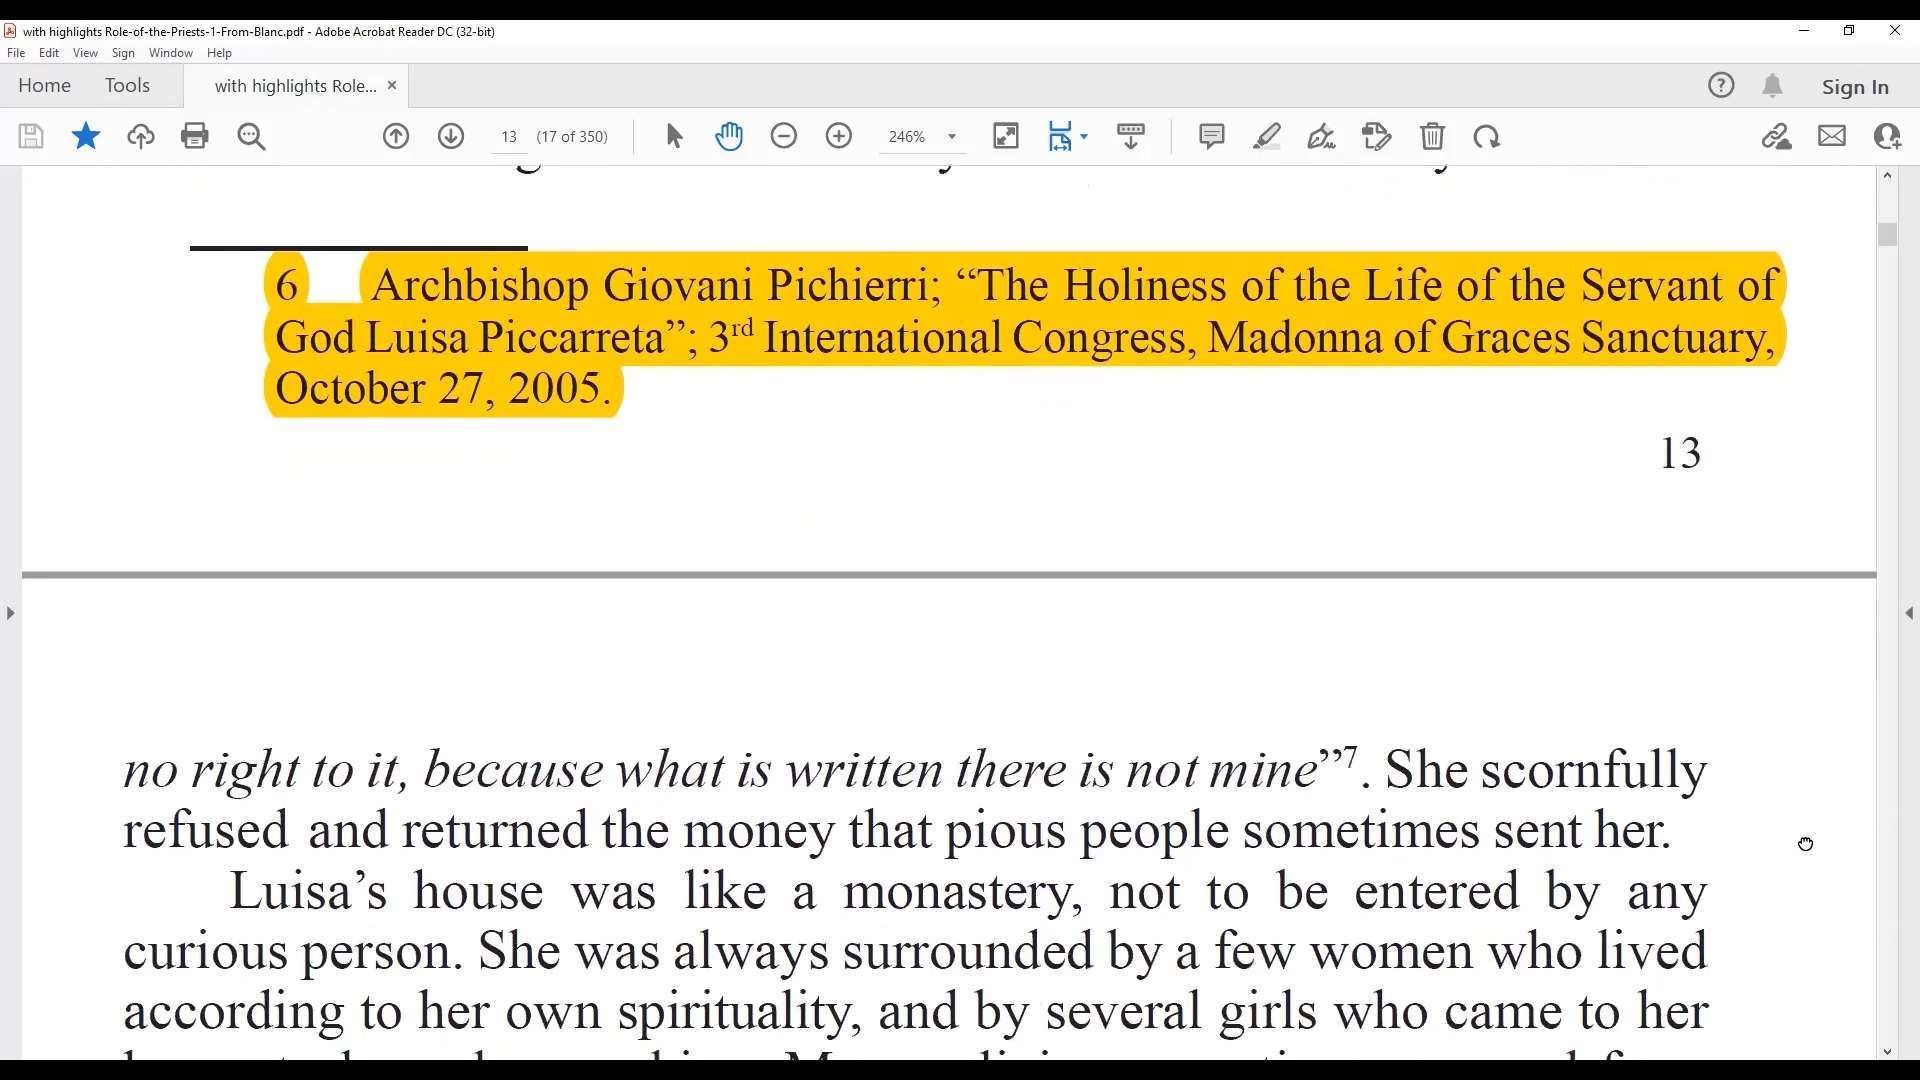 with highlights Role-of-the-Priests-1-From-Blanc.pdf - Adobe Acrobat Reader DC (32-bit)
File Edit View Sign Window Help
Home Tools with highlights Role... × Sign In
13 (17 of 350) 246%
6 Archbishop Giovani Pichierri; “The Holiness of the Life of the Servant of
God Luisa Piccarreta”; 3rd International Congress, Madonna of Graces Sanctuary,
October 27, 2005.
13
no right to it, because what is written there is not mine”7. She scornfully
refused and returned the money that pious people sometimes sent her.
Luisa’s house was like a monastery, not to be entered by any
curious person. She was always surrounded by a few women who lived
according to her own spirituality, and by several girls who came to her